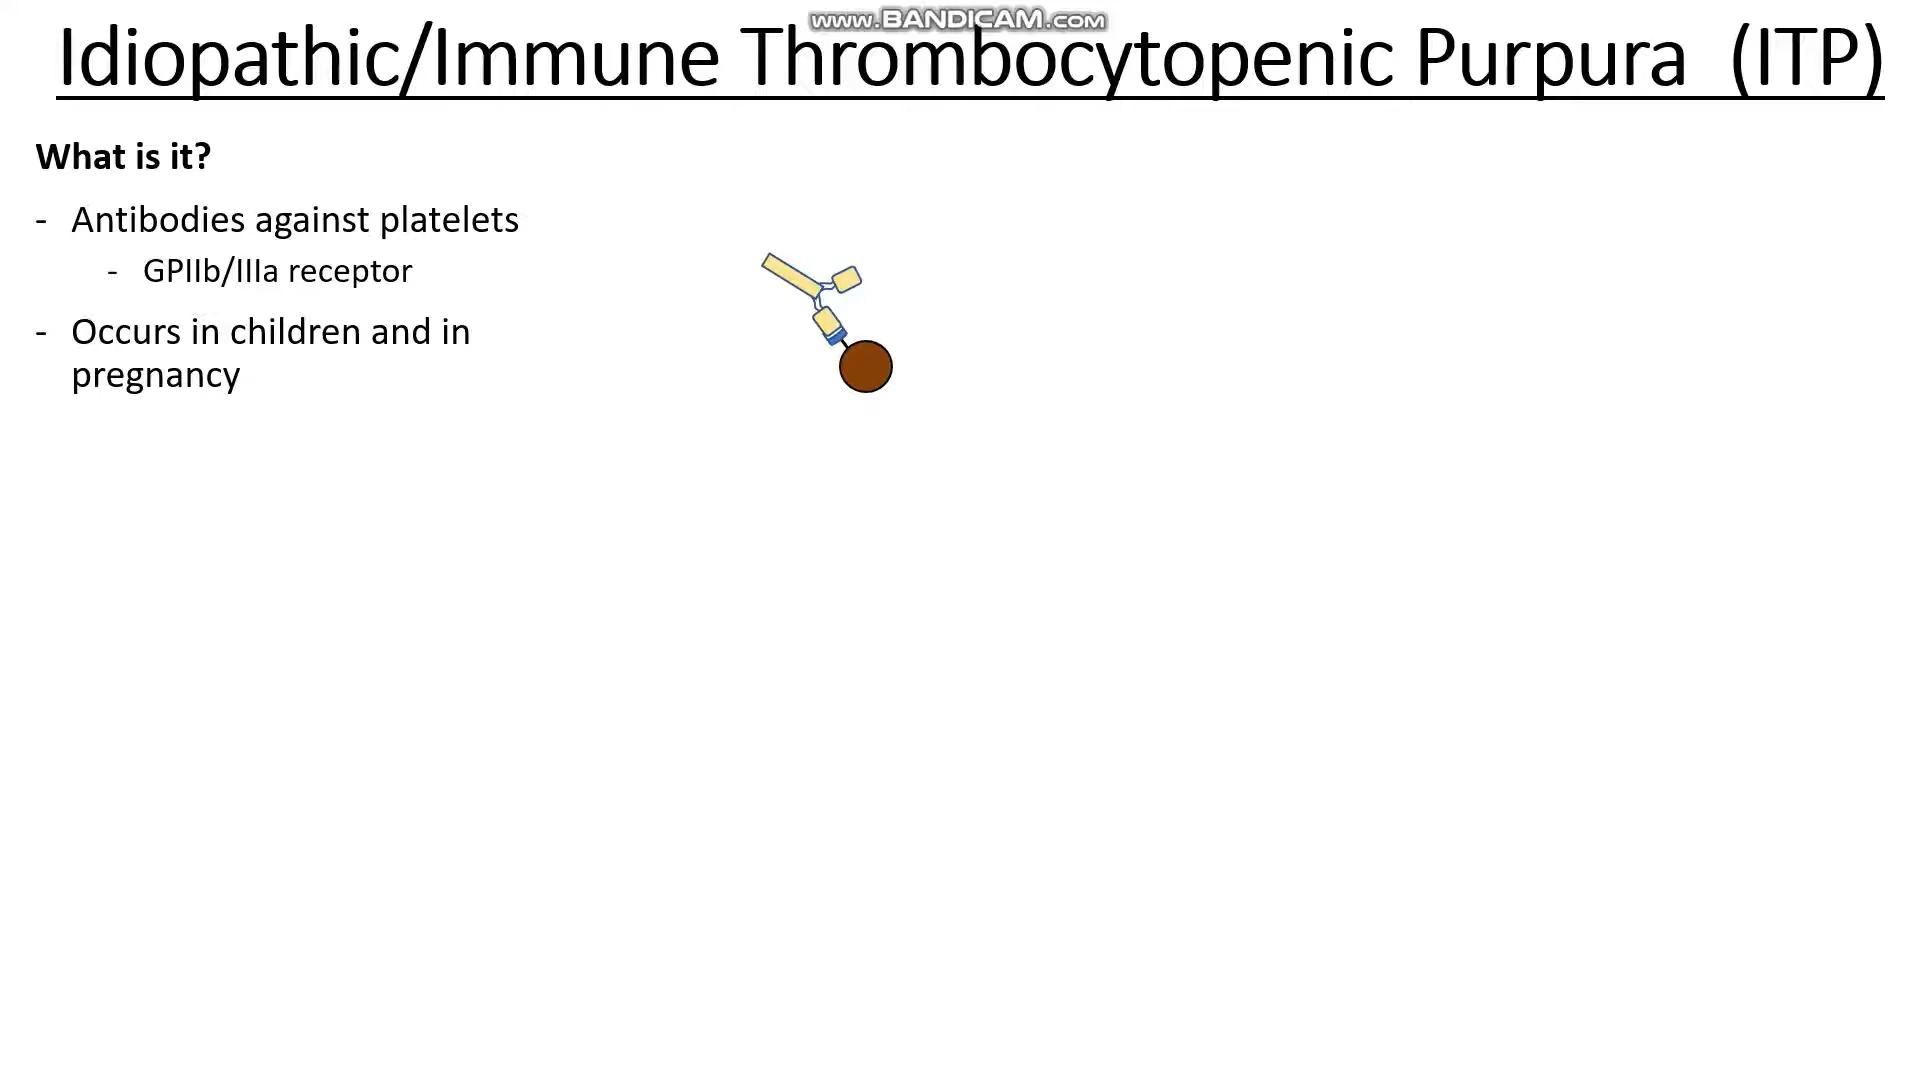 www.BANDICAM.com
Idiopathic/Immune Thrombocytopenic Purpura (ITP)
What is it?
- Antibodies against platelets
- GPIIb/IIIa receptor
- Occurs in children and in
pregnancy